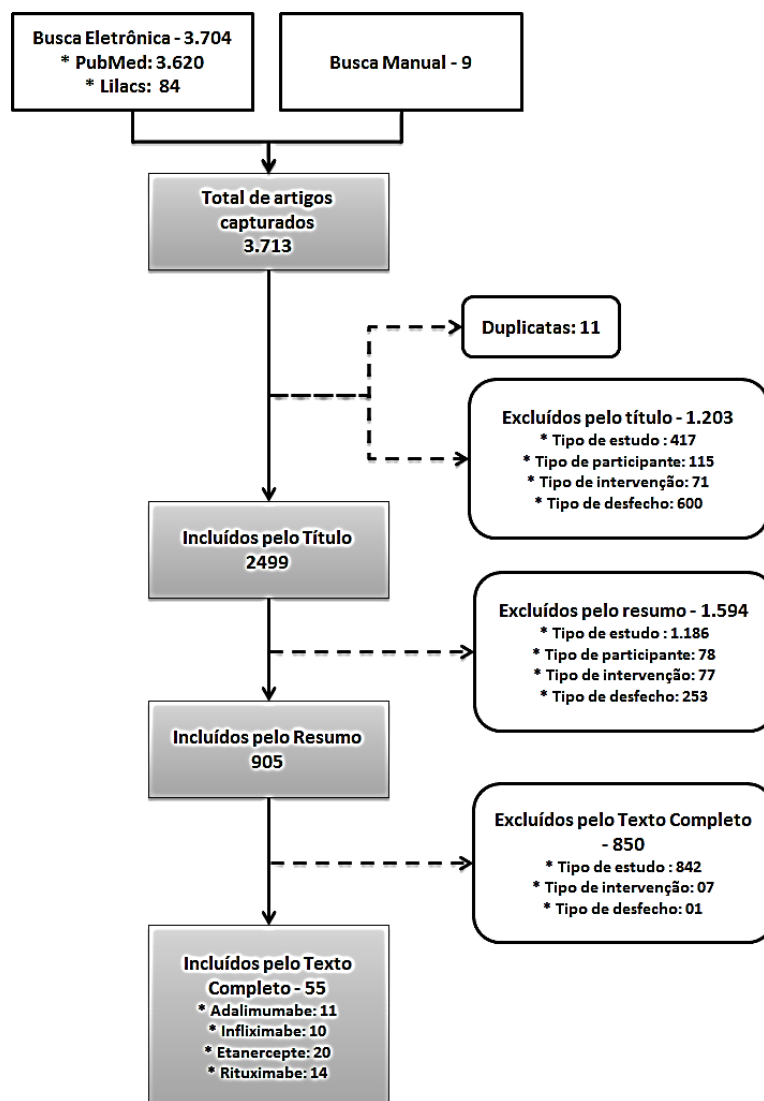 Busca Eletrônica - 3.704
* PubMed: 3.620
* Lilacs: 84
Busca Manual - 9
Total de artigos
capturados
3.713
Duplicatas: 11
Excluídos pelo título - 1.203
* Tipo de estudo : 417
* Tipo de participante: 115
* Tipo de intervenção: 71
* Tipo de desfecho: 600
Incluídos pelo Título
2499
Excluídos pelo resumo - 1.594
* Tipo de estudo : 1.186
* Tipo de participante: 78
* Tipo de intervenção: 77
* Tipo de desfecho: 253
Incluídos pelo Resumo
905
Excluídos pelo Texto Completo
- 850
* Tipo de estudo : 842
* Tipo de intervenção: 07
* Tipo de desfecho: 01
Incluídos pelo Texto
Completo - 55
* Adalimumabe: 11
* Infliximabe: 10
* Etanercepte: 20
* Rituximabe: 14